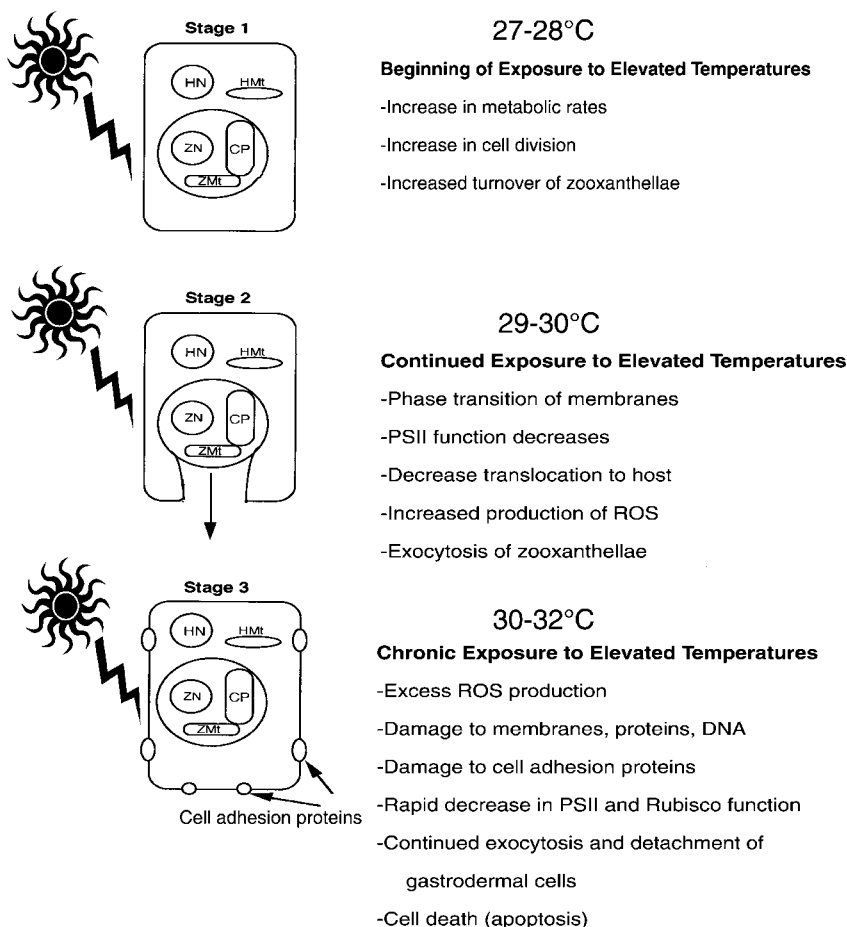 Stage 1
HN
HMt
ZN
CP
ZMt
27-28°C
Beginning of Exposure to Elevated Temperatures
-Increase in metabolic rates
-Increase in cell division
-Increased turnover of zooxanthellae
Stage 2
HN
HMt
ZN
CP
ZMt
29-30°C
Continued Exposure to Elevated Temperatures
-Phase transition of membranes
-PSII function decreases
-Decrease translocation to host
-Increased production of ROS
-Exocytosis of zooxanthellae
Stage 3
HN
HMt
ZN
CP
ZMt
Cell adhesion proteins
30-32°C
Chronic Exposure to Elevated Temperatures
-Excess ROS production
-Damage to membranes, proteins, DNA
-Damage to cell adhesion proteins
-Rapid decrease in PSII and Rubisco function
-Continued exocytosis and detachment of
gastrodermal cells
-Cell death (apoptosis)